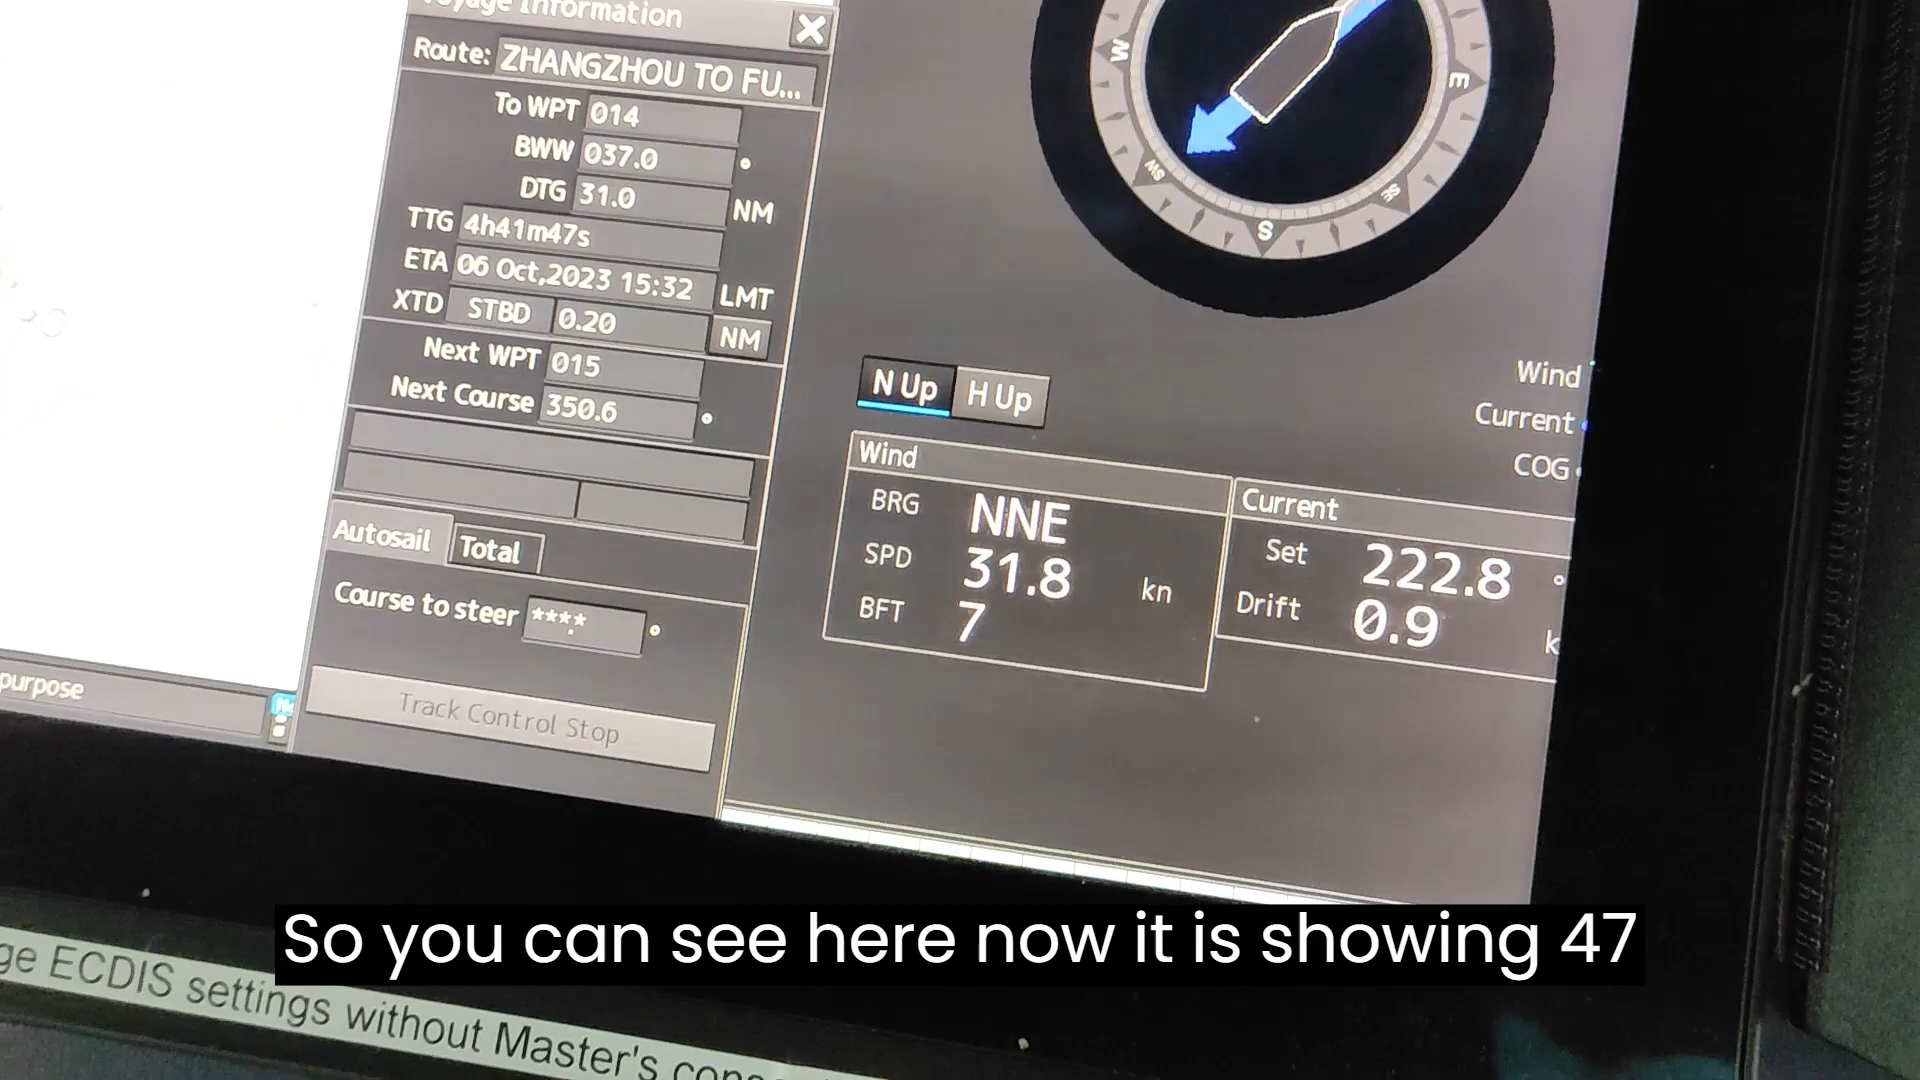 Voyage Information
Route: ZHANGZHOU TO FU...
To WPT 014
BWW 037.0 °
DTG 31.0 NM
TTG 4h41m47s
ETA 06 Oct,2023 15:32 LMT
XTD STBD 0.20 NM
Next WPT 015
Next Course 350.6 °
Autosail Total
Course to steer ****.* °
Track Control Stop
purpose
W
E
SW
SE
S
N Up H Up
Wind
Current
COG
Wind
BRG NNE
SPD 31.8 kn
BFT 7
Current
Set 222.8 °
Drift 0.9 k
So you can see here now it is showing 47
ge ECDIS settings without Master's cons